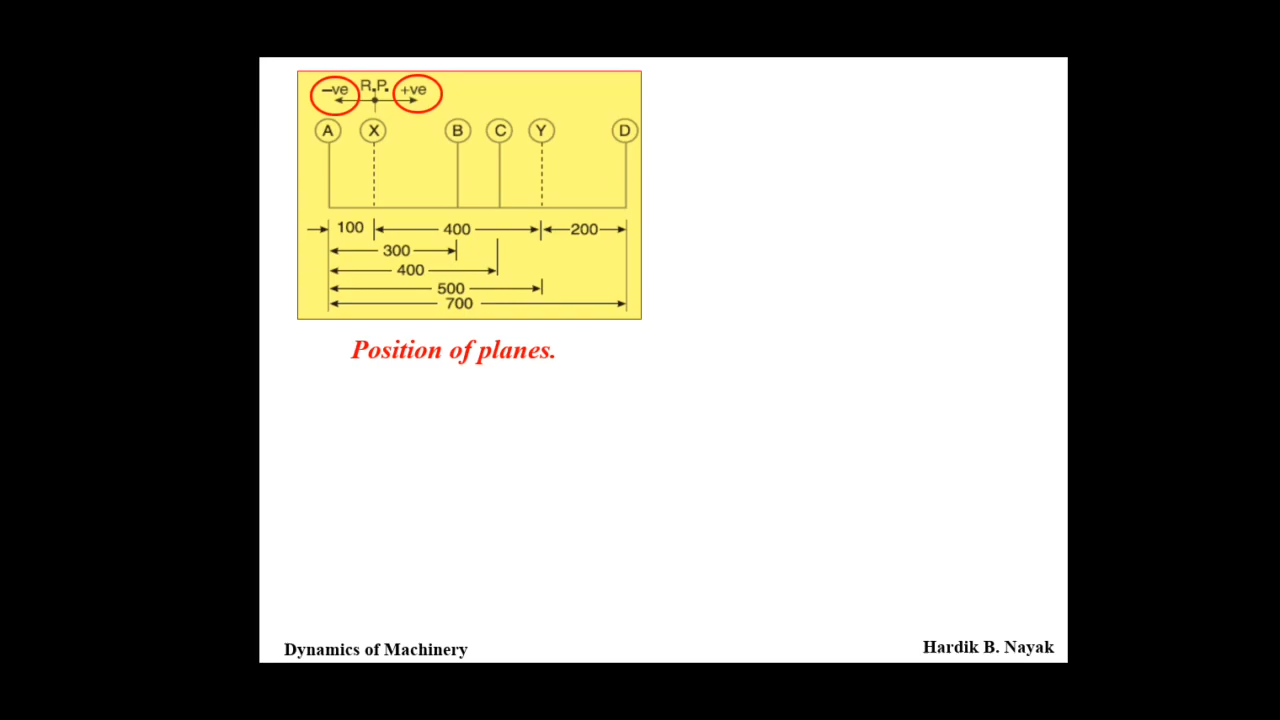 −ve R.P. +ve
A X B C Y D
100 400 200
300
400
500
700
Position of planes.
Dynamics of Machinery
Hardik B. Nayak